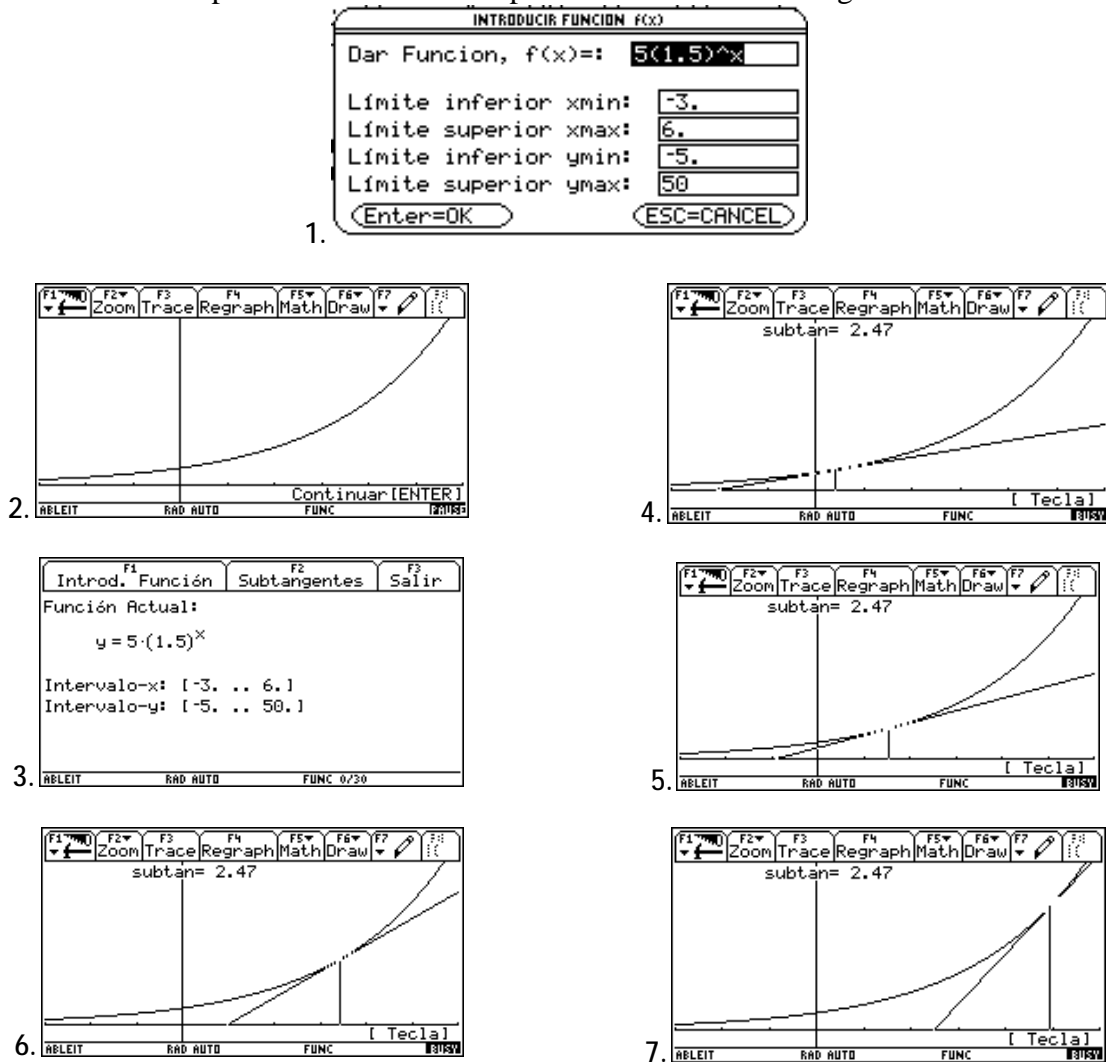 INTRODUCIR FUNCION f(x)
Dar Funcion, f(x)=: 5(1.5)^x
Límite inferior xmin: -3.
Límite superior xmax: 6.
Límite inferior ymin: -5.
Límite superior ymax: 50
Enter=OK ESC=CANCEL
1.
F1 F2 Zoom F3 Trace F4 Regraph F5 Math F6 Draw F7
Continuar[ENTER]
2. ABLEIT RAD AUTO FUNC PAUSE
F1 F2 Zoom F3 Trace F4 Regraph F5 Math F6 Draw F7
subtan= 2.47
[ Tecla]
4. ABLEIT RAD AUTO FUNC BUSY
F1 Introd. Función F2 Subtangentes F3 Salir
Función Actual:
y = 5·(1.5)^x
Intervalo-x: [-3. .. 6.]
Intervalo-y: [-5. .. 50.]
3. ABLEIT RAD AUTO FUNC 0/30
F1 F2 Zoom F3 Trace F4 Regraph F5 Math F6 Draw F7
subtan= 2.47
[ Tecla]
5. ABLEIT RAD AUTO FUNC BUSY
F1 F2 Zoom F3 Trace F4 Regraph F5 Math F6 Draw F7
subtan= 2.47
[ Tecla]
6. ABLEIT RAD AUTO FUNC BUSY
F1 F2 Zoom F3 Trace F4 Regraph F5 Math F6 Draw F7
subtan= 2.47
[ Tecla]
7. ABLEIT RAD AUTO FUNC BUSY